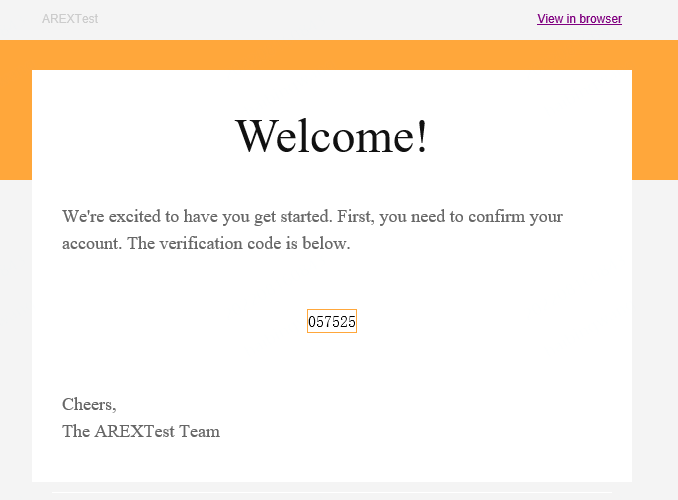 AREXTest
View in browser
Welcome!
We're excited to have you get started. First, you need to confirm your
account. The verification code is below.
057525
Cheers,
The AREXTest Team